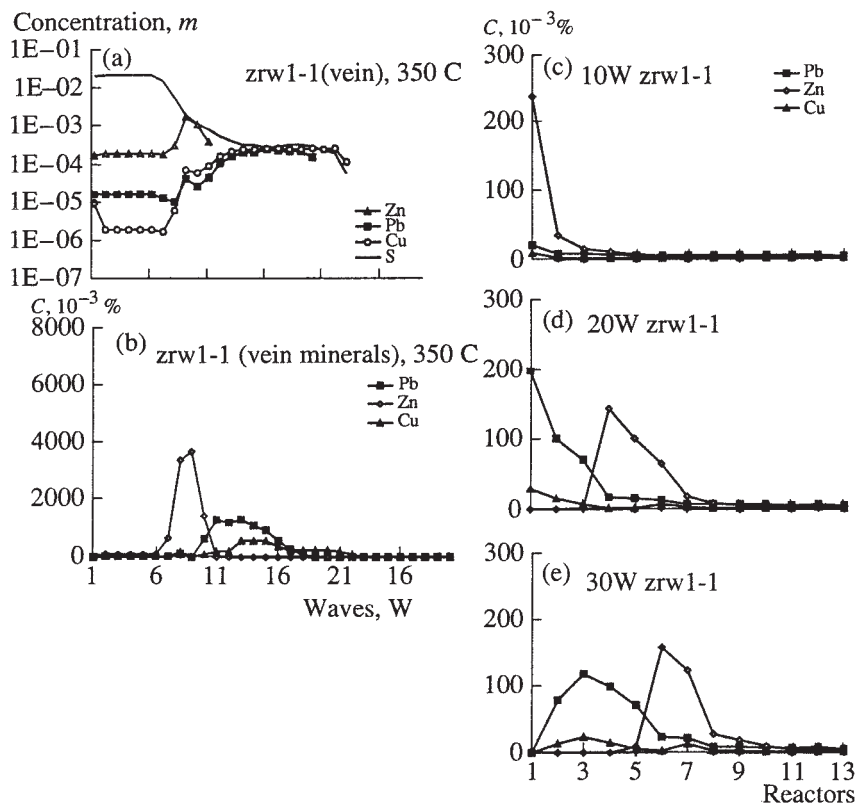 Concentration, m
1E–01
1E–02
1E–03
1E–04
1E–05
1E–06
1E–07
(a)
zrw1-1(vein), 350 C
Zn
Pb
Cu
S
C, 10⁻³ %
8000
6000
4000
2000
0
(b)
zrw1-1 (vein minerals), 350 C
Pb
Zn
Cu
1 6 11 16 21 16
Waves, W
C, 10⁻³%
300
200
300
0
(c)
10W zrw1-1
Pb
Zn
Cu
300
200
100
0
(d)
20W zrw1-1
300
200
100
0
(e)
30W zrw1-1
1 3 5 7 9 11 13
Reactors